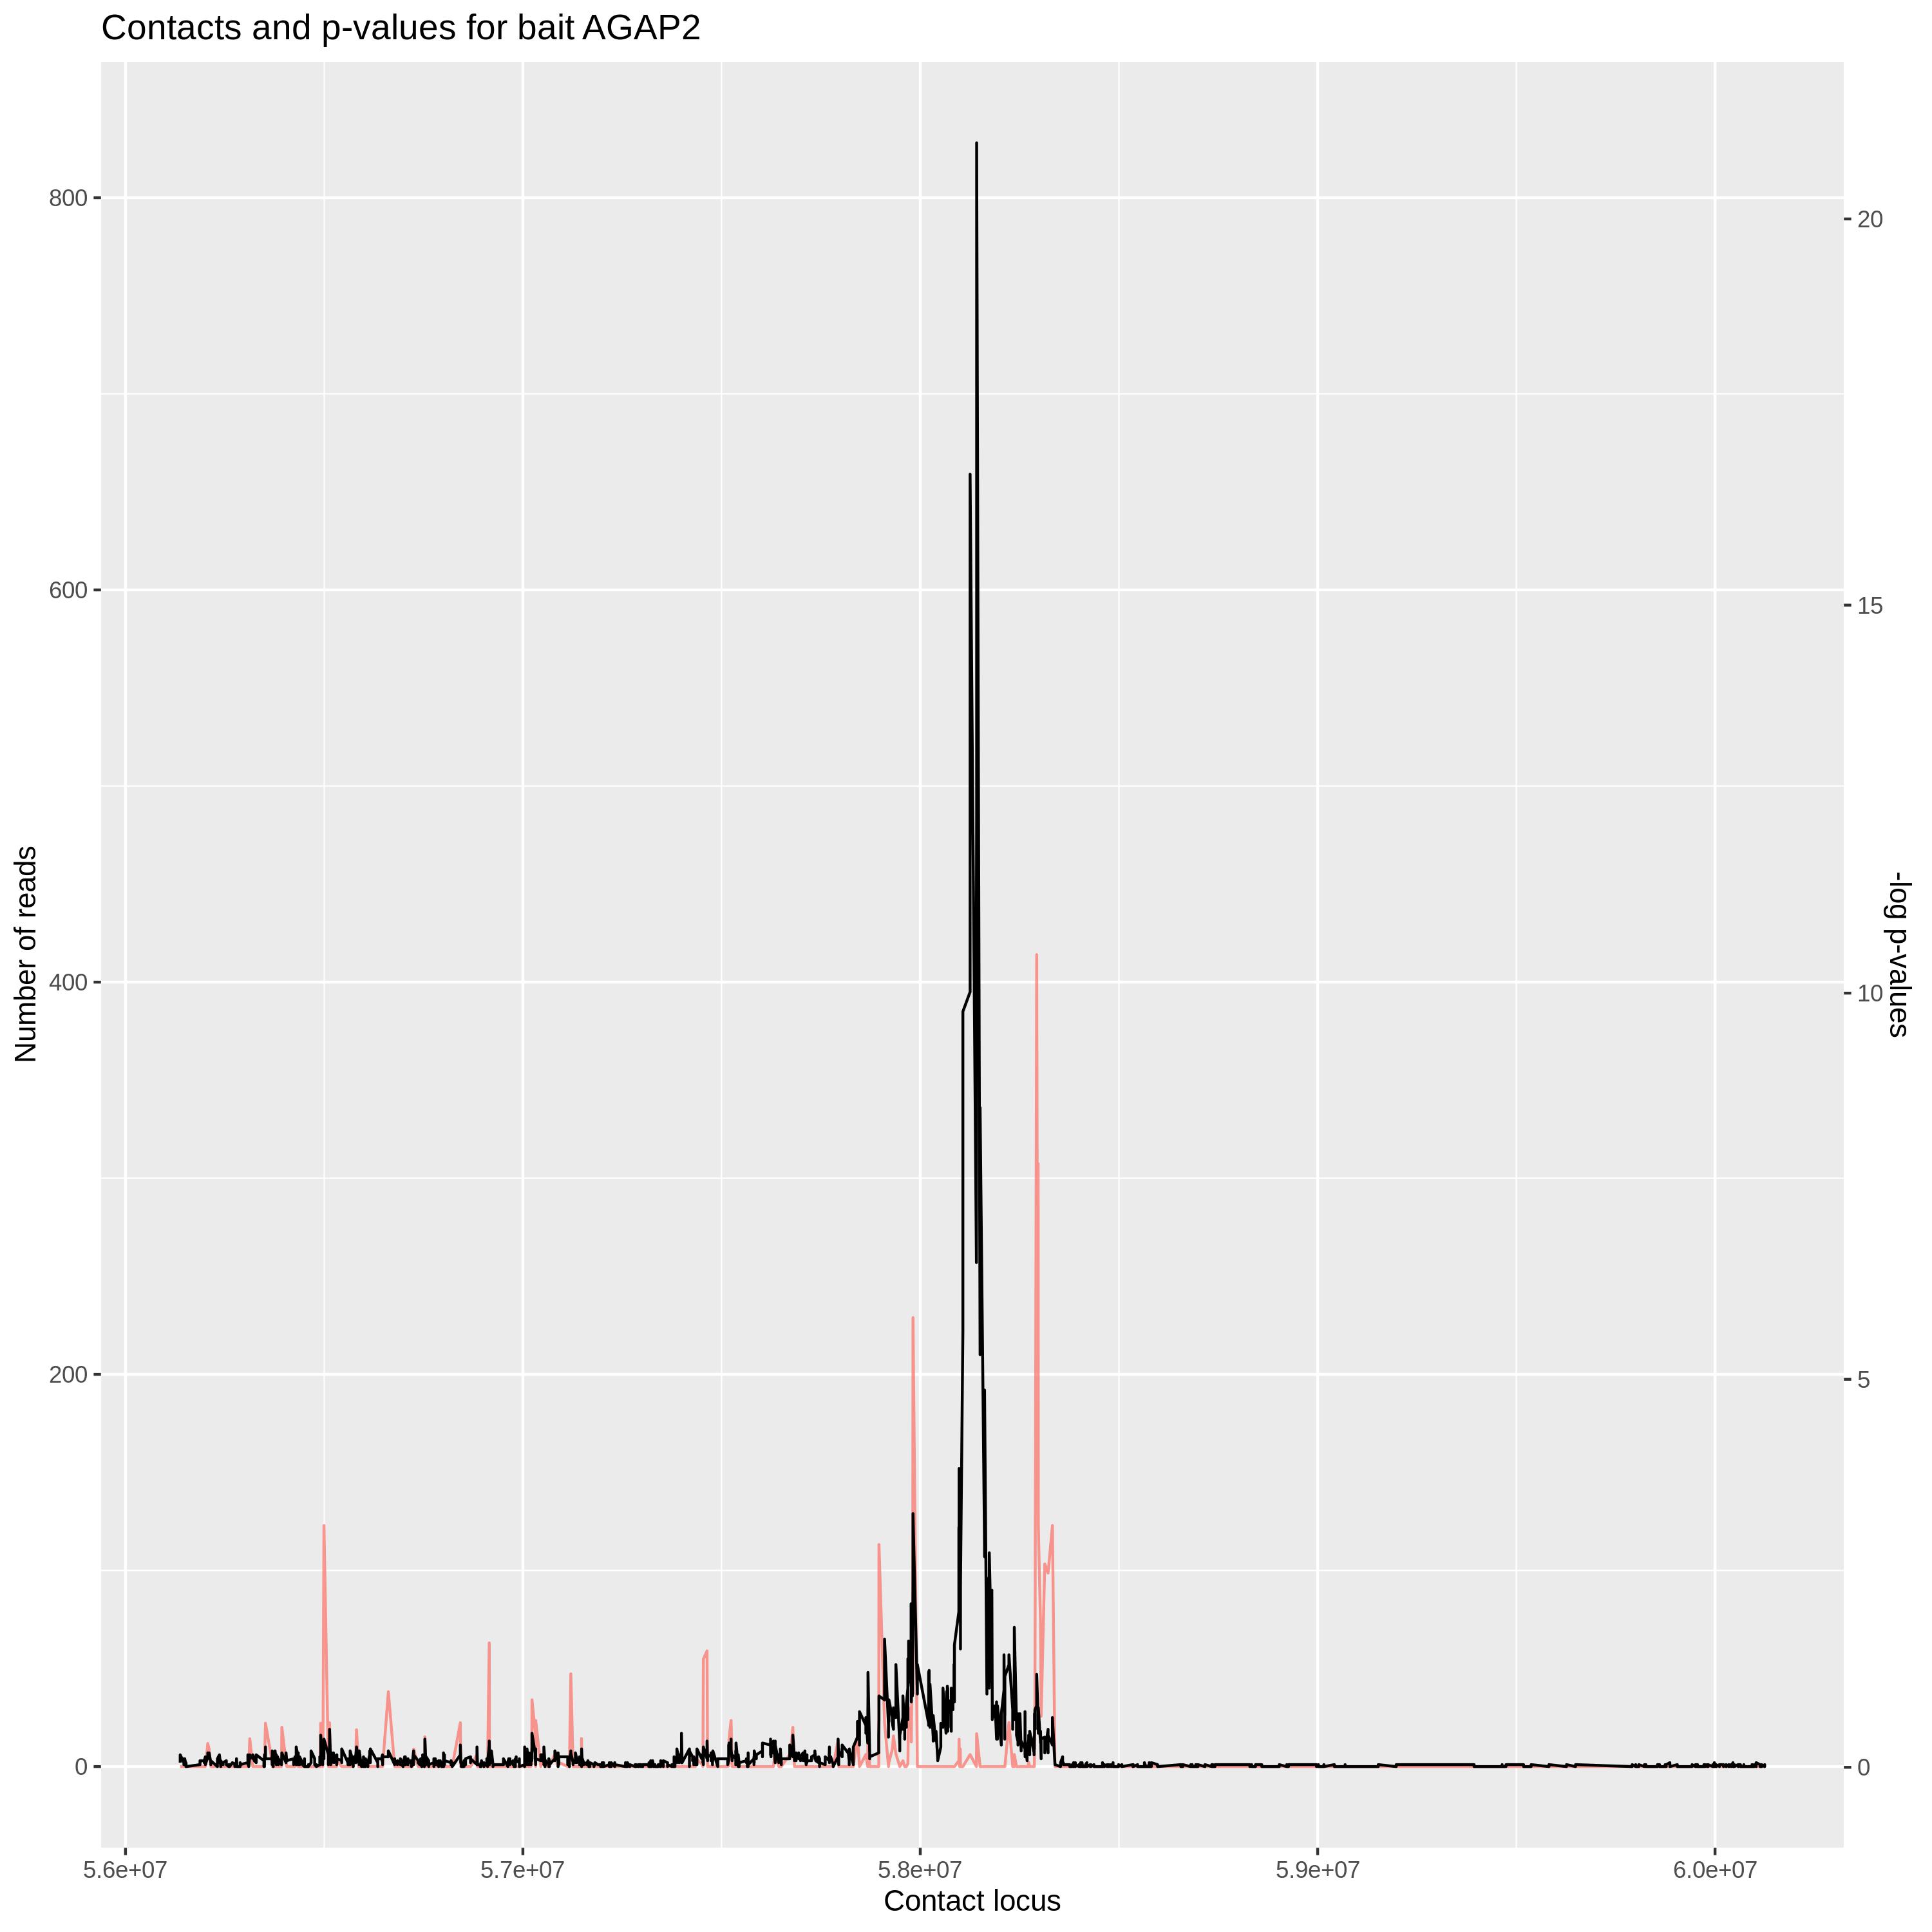 Contacts and p-values for bait AGAP2
Number of reads
800
600
400
200
0
20
15
10
5
0
-log p-values
5.6e+07
5.7e+07
5.8e+07
5.9e+07
6.0e+07
Contact locus